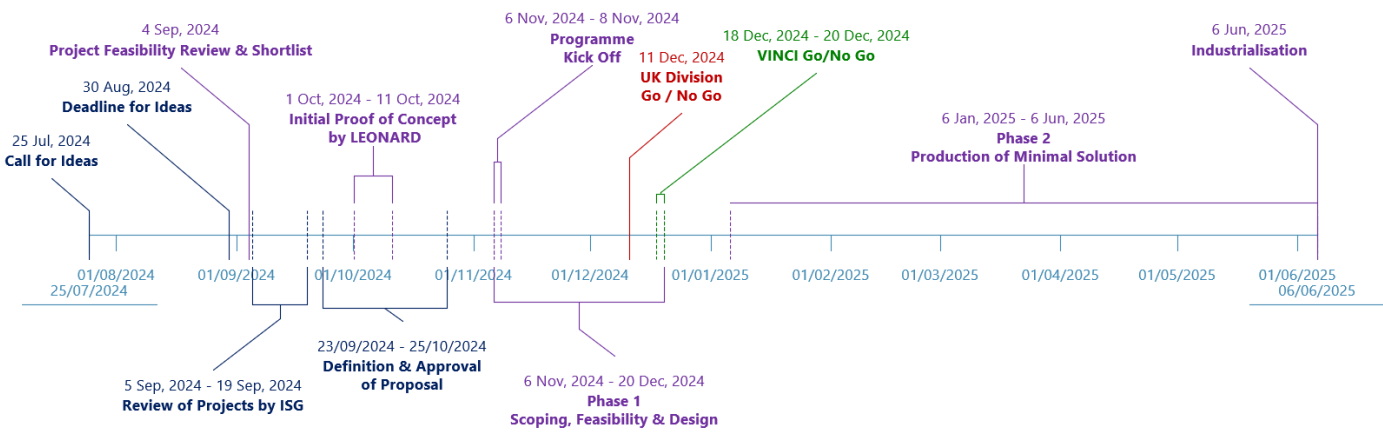 4 Sep, 2024
Project Feasibility Review & Shortlist
6 Nov, 2024 - 8 Nov, 2024
Programme
Kick Off
18 Dec, 2024 - 20 Dec, 2024
VINCI Go/No Go
6 Jun, 2025
Industrialisation
11 Dec, 2024
UK Division
Go / No Go
30 Aug, 2024
Deadline for Ideas
1 Oct, 2024 - 11 Oct, 2024
Initial Proof of Concept
by LEONARD
6 Jan, 2025 - 6 Jun, 2025
Phase 2
Production of Minimal Solution
25 Jul, 2024
Call for Ideas
01/08/2024
01/09/2024
01/10/2024
01/11/2024
01/12/2024
01/01/2025
01/02/2025
01/03/2025
01/04/2025
01/05/2025
01/06/2025
25/07/2024
06/06/2025
23/09/2024 - 25/10/2024
Definition & Approval
of Proposal
5 Sep, 2024 - 19 Sep, 2024
Review of Projects by ISG
6 Nov, 2024 - 20 Dec, 2024
Phase 1
Scoping, Feasibility & Design